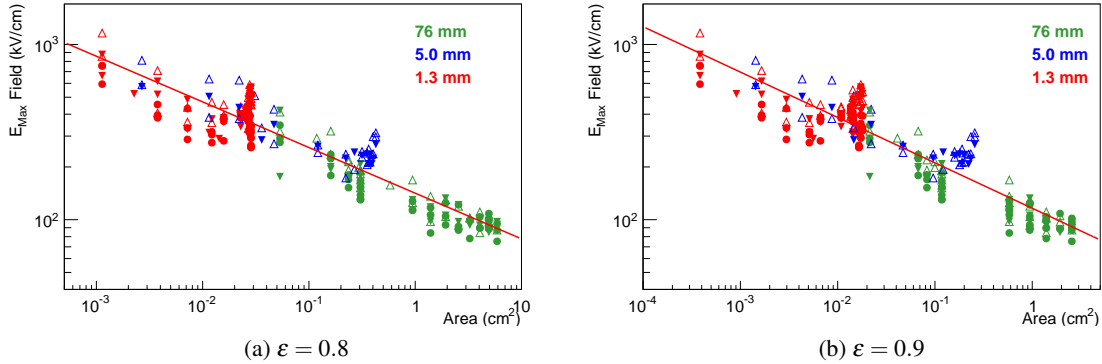 E_Max Field (kV/cm)
10^3
10^2
76 mm
5.0 mm
1.3 mm
10^-3
10^-2
10^-1
1
10
Area (cm^2)
(a) ε = 0.8
E_Max Field (kV/cm)
10^3
10^2
76 mm
5.0 mm
1.3 mm
10^-4
10^-3
10^-2
10^-1
1
Area (cm^2)
(b) ε = 0.9